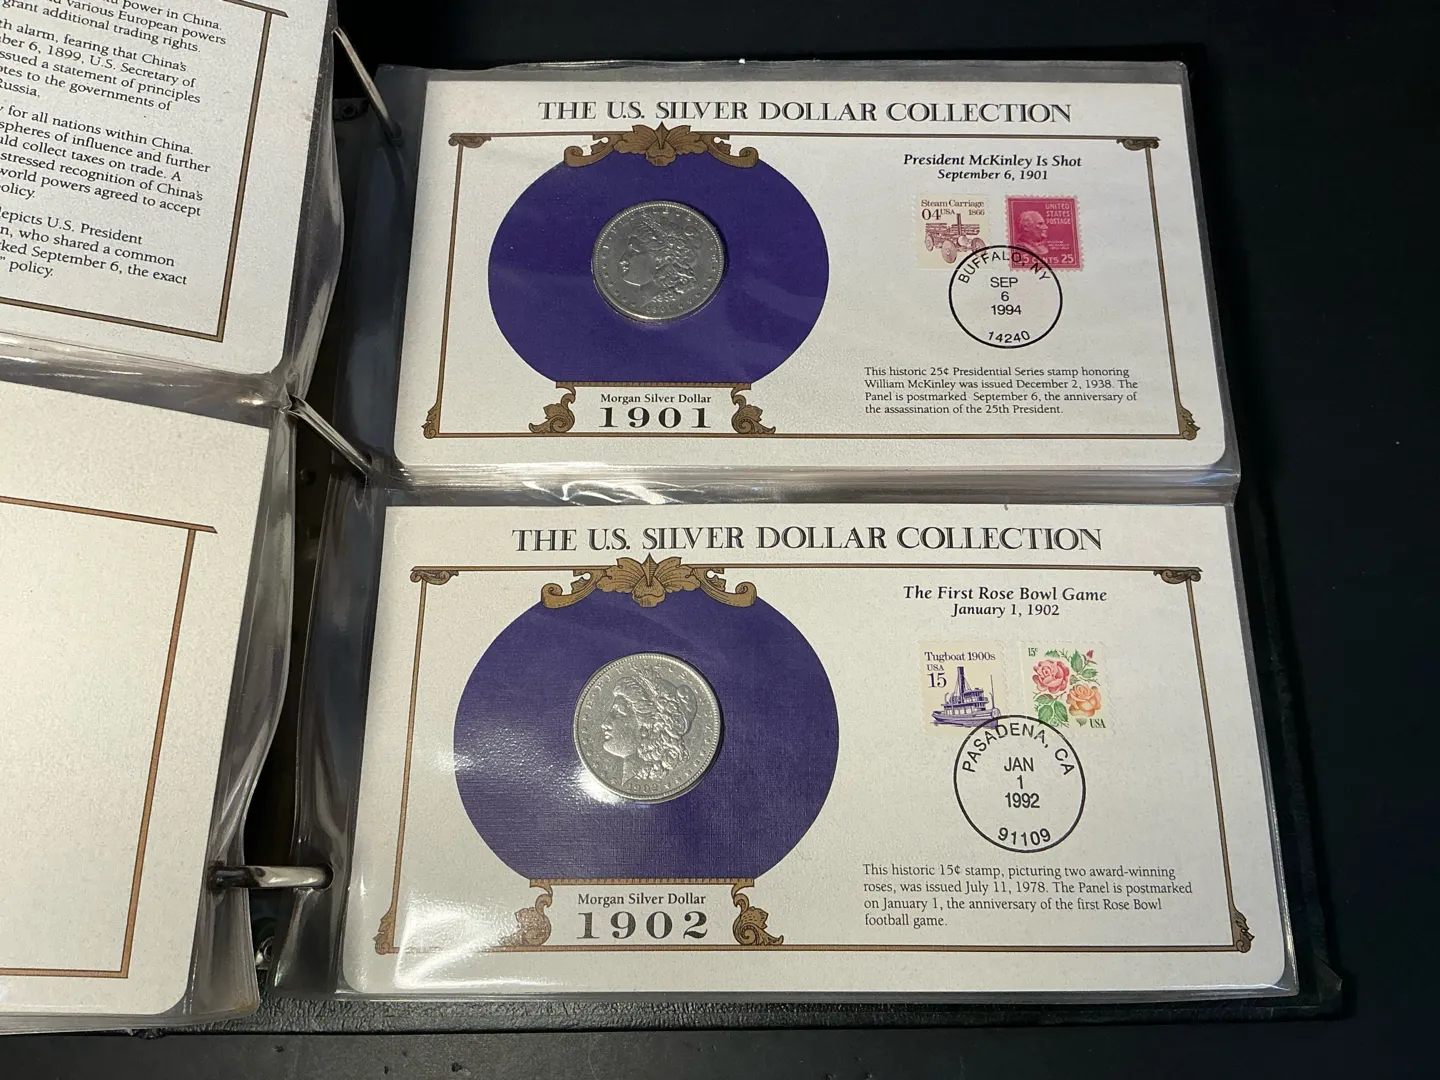 power in China.
various European powers
grant additional trading rights.
alarm, fearing that China's
6, 1899, U.S. Secretary of
a statement of principles
to the governments of
Russia.
for all nations within China.
spheres of influence and further
collect taxes on trade. A
stressed recognition of China's
world powers agreed to accept
policy.
depicts U.S. President
who shared a common
September 6, the exact
" policy.
THE U.S. SILVER DOLLAR COLLECTION
President McKinley Is Shot
September 6, 1901
Steam Carriage
04 USA 1866
UNITED
STATES
POSTAGE
CENTS 25
BUFFALO, NY
SEP
6
1994
14240
This historic 25¢ Presidential Series stamp honoring
William McKinley was issued December 2, 1938. The
Panel is postmarked September 6, the anniversary of
the assassination of the 25th President.
Morgan Silver Dollar
1901
THE U.S. SILVER DOLLAR COLLECTION
The First Rose Bowl Game
January 1, 1902
Tugboat 1900s
USA
15
15c
USA
PASADENA, CA
JAN
1
1992
91109
This historic 15¢ stamp, picturing two award-winning
roses, was issued July 11, 1978. The Panel is postmarked
on January 1, the anniversary of the first Rose Bowl
football game.
Morgan Silver Dollar
1902